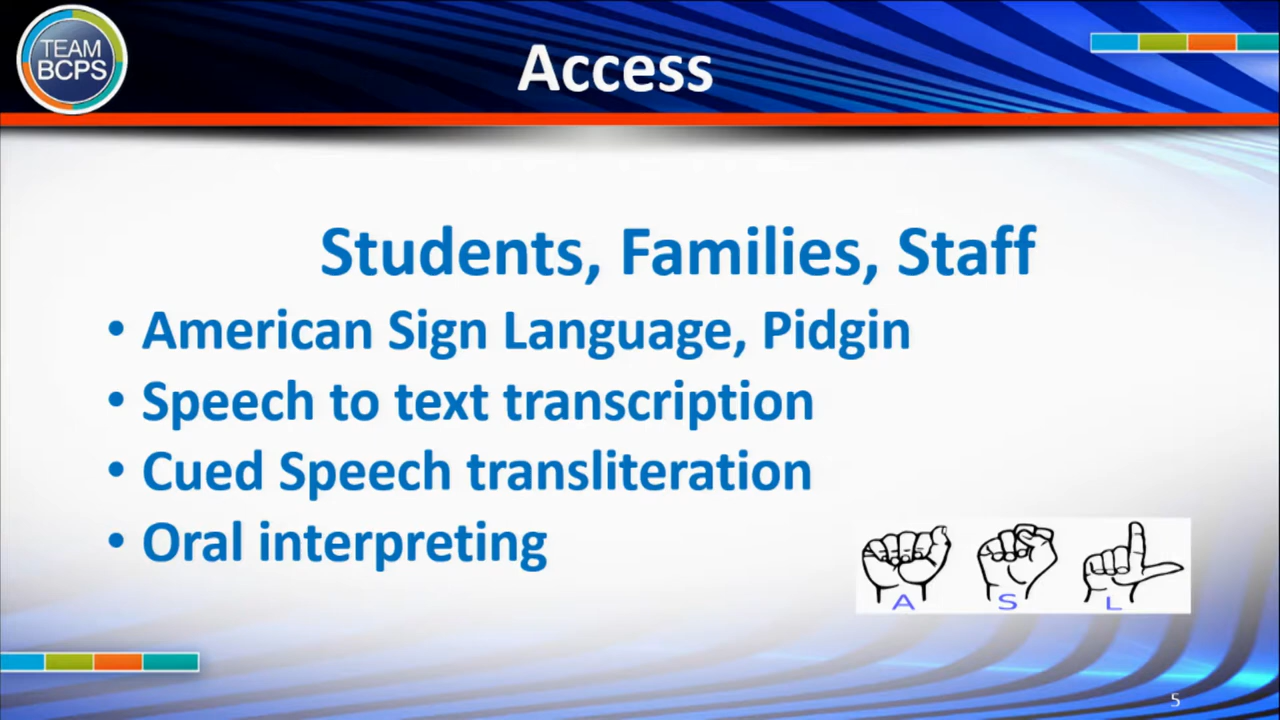 TEAM
BCPS
Access
Students, Families, Staff
• American Sign Language, Pidgin
• Speech to text transcription
• Cued Speech transliteration
• Oral interpreting
A S L
5